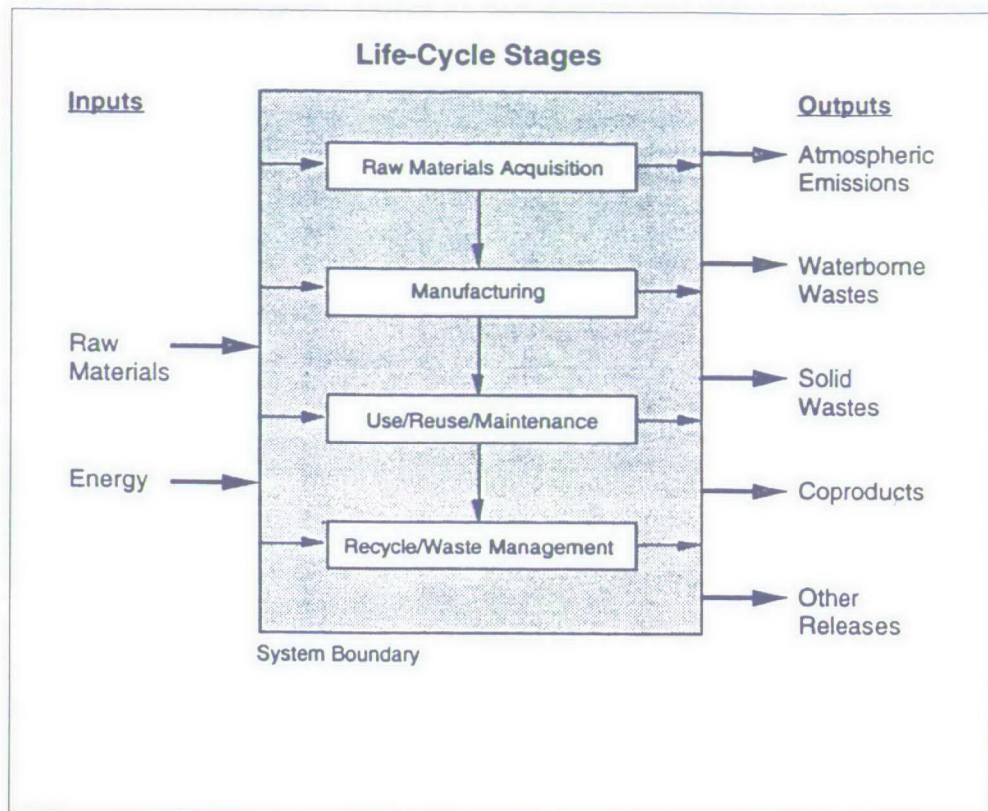 Life-Cycle Stages
Inputs
Outputs
Raw Materials Acquisition
Manufacturing
Use/Reuse/Maintenance
Recycle/Waste Management
Raw
Materials
Energy
Atmospheric
Emissions
Waterborne
Wastes
Solid
Wastes
Coproducts
Other
Releases
System Boundary